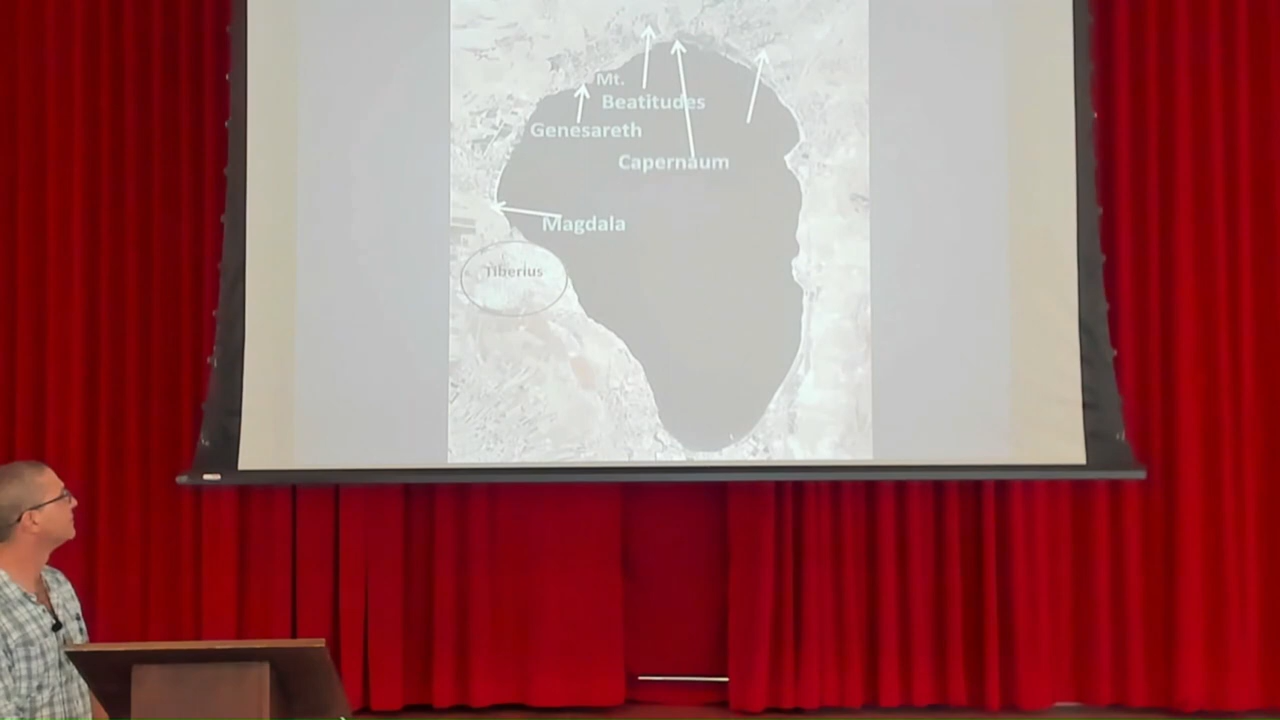 Mt.
Beatitudes
Genesareth
Capernaum
Magdala
Tiberius